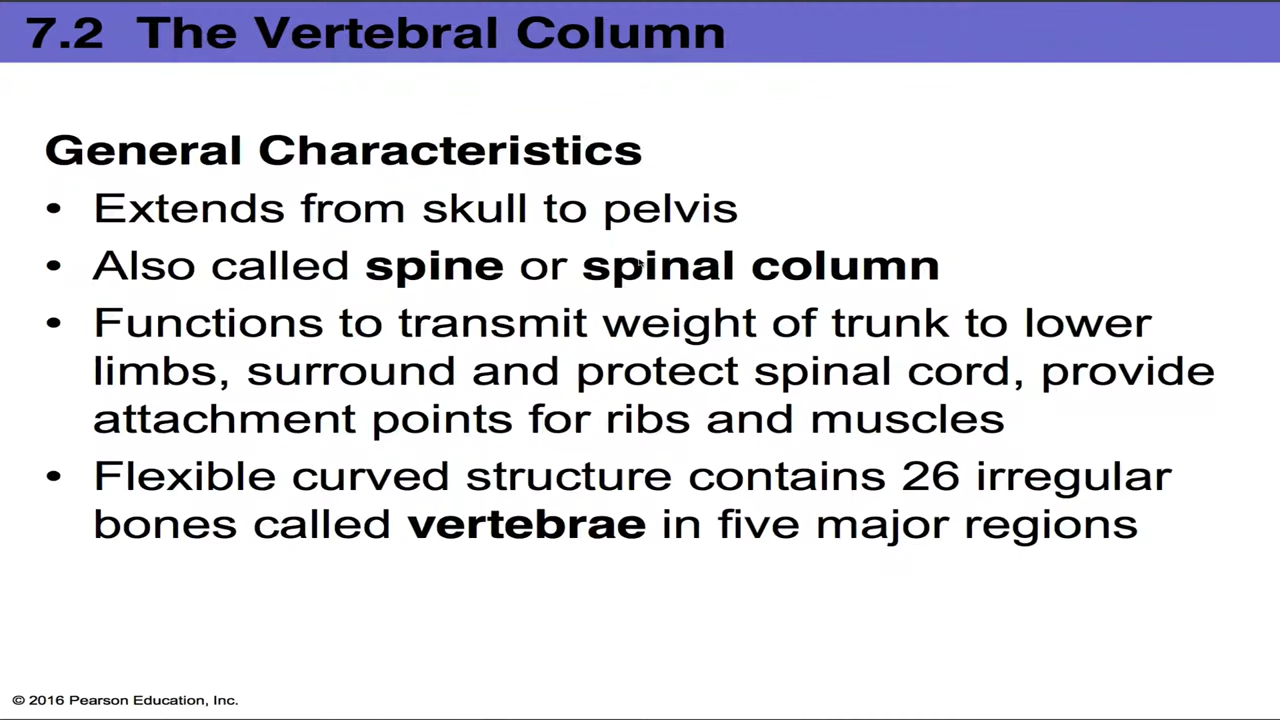 7.2 The Vertebral Column
General Characteristics
• Extends from skull to pelvis
• Also called spine or spinal column
• Functions to transmit weight of trunk to lower
limbs, surround and protect spinal cord, provide
attachment points for ribs and muscles
• Flexible curved structure contains 26 irregular
bones called vertebrae in five major regions
© 2016 Pearson Education, Inc.